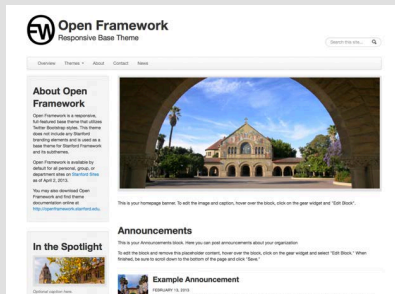 FW Open Framework
Responsive Base Theme
Search this site...
Overview Themes About Contact News
About Open
Framework
Open Framework is a responsive,
full-featured base theme that utilizes
Twitter Bootstrap styles. This theme
does not include any Stanford
branding elements and is used as a
base theme for Stanford Framework
and its subthemes.
Open Framework is available by
default for all personal, group, or
department sites on Stanford Sites
as of April 2, 2013.
You may also download Open
Framework and find theme
documentation online at
http://openframework.stanford.edu.
This is your homepage banner. To edit the image and caption, hover over the block, click on the gear widget and "Edit Block".
Announcements
This is your Announcements block. Here you can post announcements about your organization
To edit the block and remove this placeholder content, hover over the block, click on the gear widget and select "Edit Block." When
finished, be sure to scroll down to the bottom of the page and click "Save."
In the Spotlight
Optional caption here.
Example Announcement
FEBRUARY 13, 2013